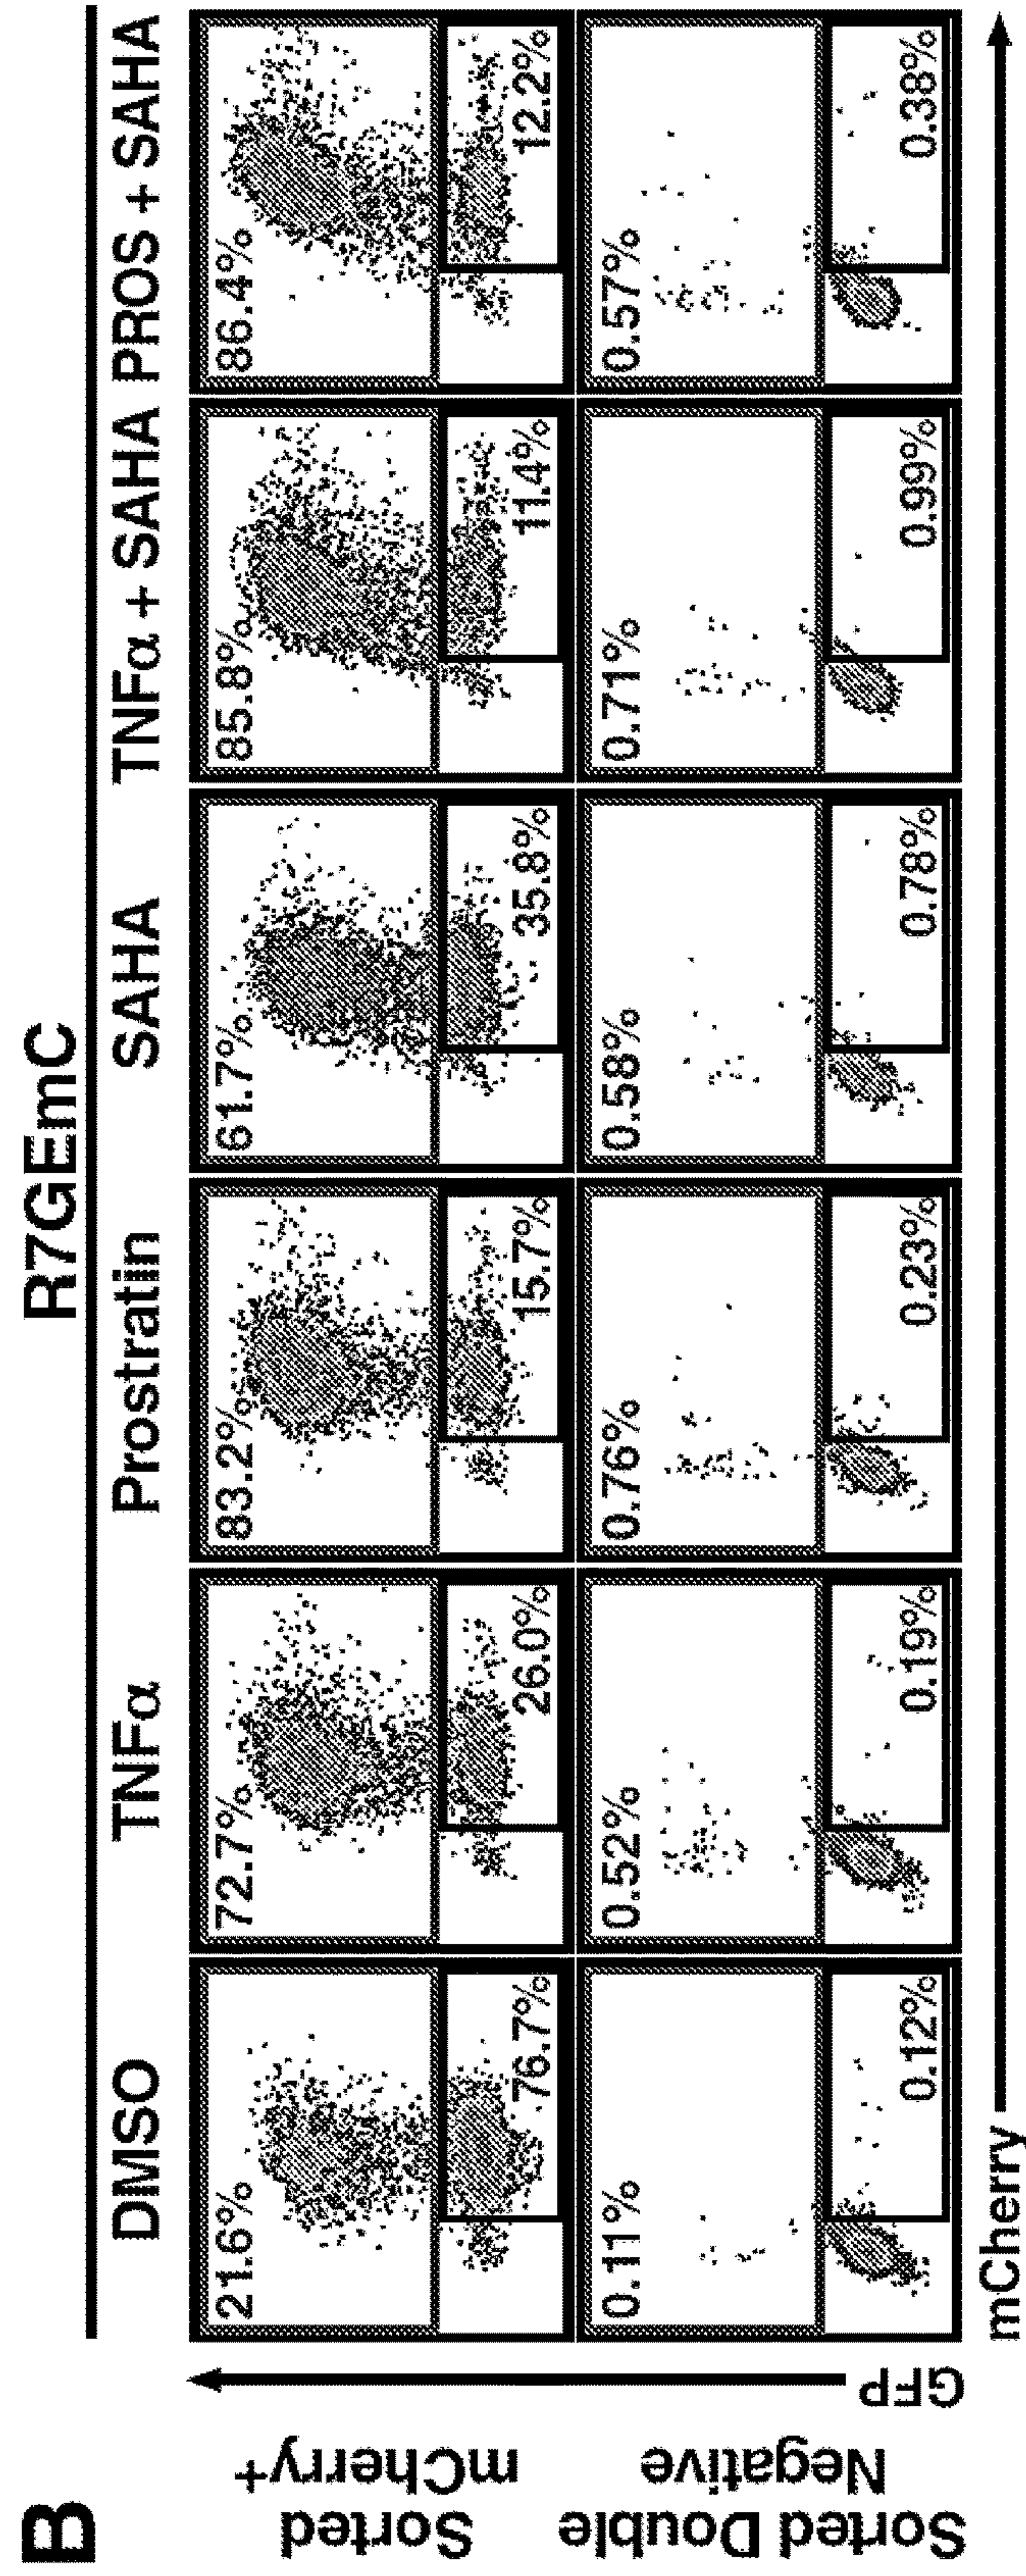 B
R7GEmC
DMSO TNFα Prostratin SAHA TNFα + SAHA PROS + SAHA
Sorted
mCherry+
21.6% 72.7% 83.2% 61.7% 85.8% 86.4%
76.7% 26.0% 15.7% 35.8% 11.4% 12.2%
Sorted Double
Negative
0.11% 0.52% 0.76% 0.58% 0.71% 0.57%
0.12% 0.19% 0.23% 0.78% 0.99% 0.38%
GFP
mCherry